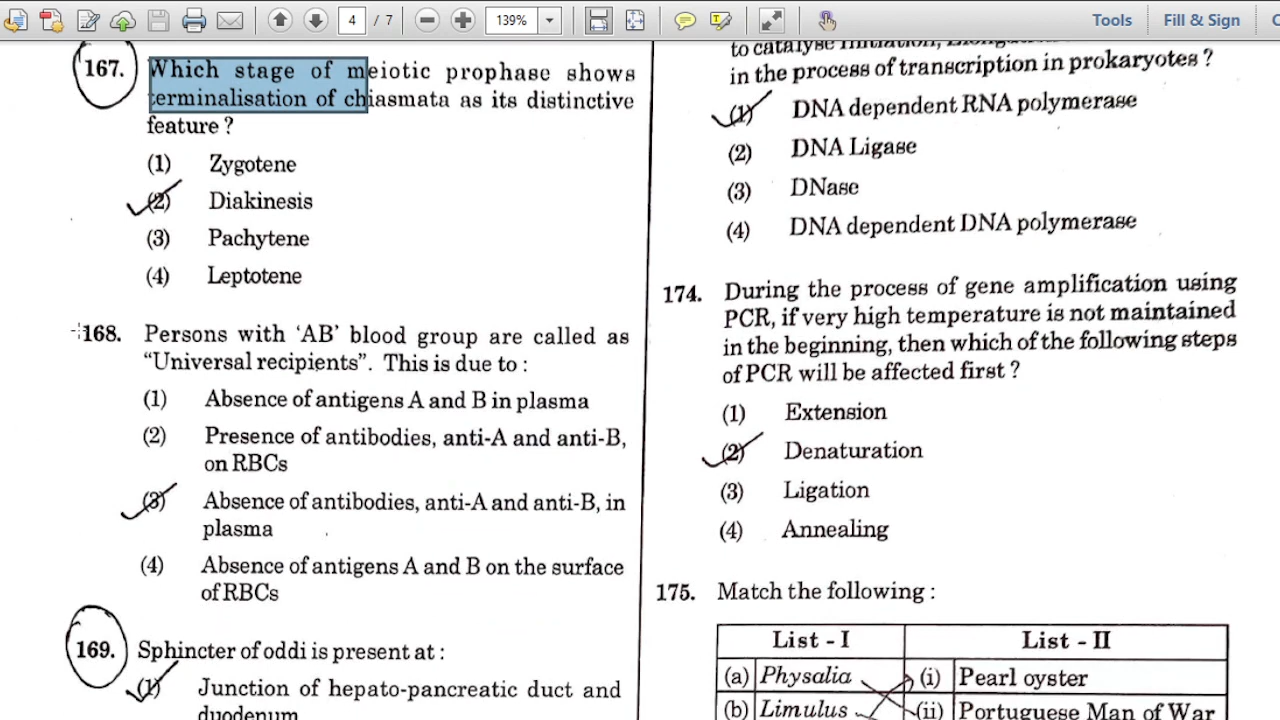 4 / 7
139%
Tools
Fill & Sign
167. Which stage of meiotic prophase shows
terminalisation of chiasmata as its distinctive
feature ?
(1) Zygotene
(2) Diakinesis
(3) Pachytene
(4) Leptotene
168. Persons with ‘AB’ blood group are called as
“Universal recipients”. This is due to :
(1) Absence of antigens A and B in plasma
(2) Presence of antibodies, anti-A and anti-B,
on RBCs
(3) Absence of antibodies, anti-A and anti-B, in
plasma
(4) Absence of antigens A and B on the surface
of RBCs
169. Sphincter of oddi is present at :
(1) Junction of hepato-pancreatic duct and
duodenum
to catalyse Initiation, Elongation
in the process of transcription in prokaryotes ?
(1) DNA dependent RNA polymerase
(2) DNA Ligase
(3) DNase
(4) DNA dependent DNA polymerase
174. During the process of gene amplification using
PCR, if very high temperature is not maintained
in the beginning, then which of the following steps
of PCR will be affected first ?
(1) Extension
(2) Denaturation
(3) Ligation
(4) Annealing
175. Match the following :
List - I List - II
(a) Physalia (i) Pearl oyster
(b) Limulus (ii) Portuguese Man of War